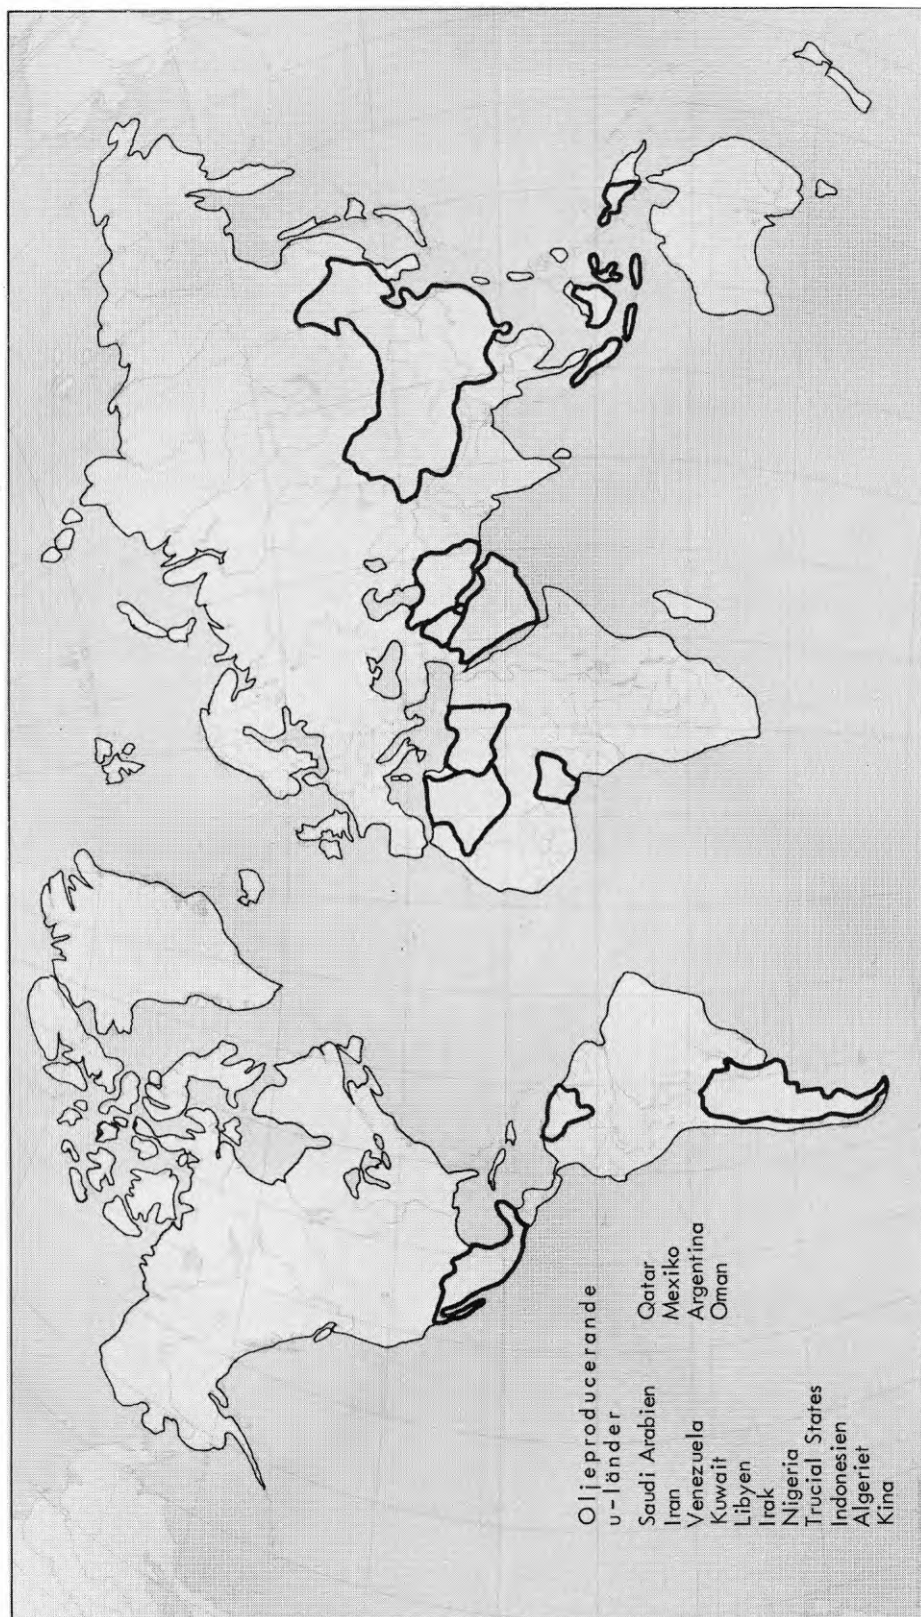 Oljeproducerande
u-länder
Saudi Arabien
Iran
Venezuela
Kuwait
Libyen
Irak
Nigeria
Trucial States
Indonesien
Algeriet
Kina
Qatar
Mexiko
Argentina
Oman